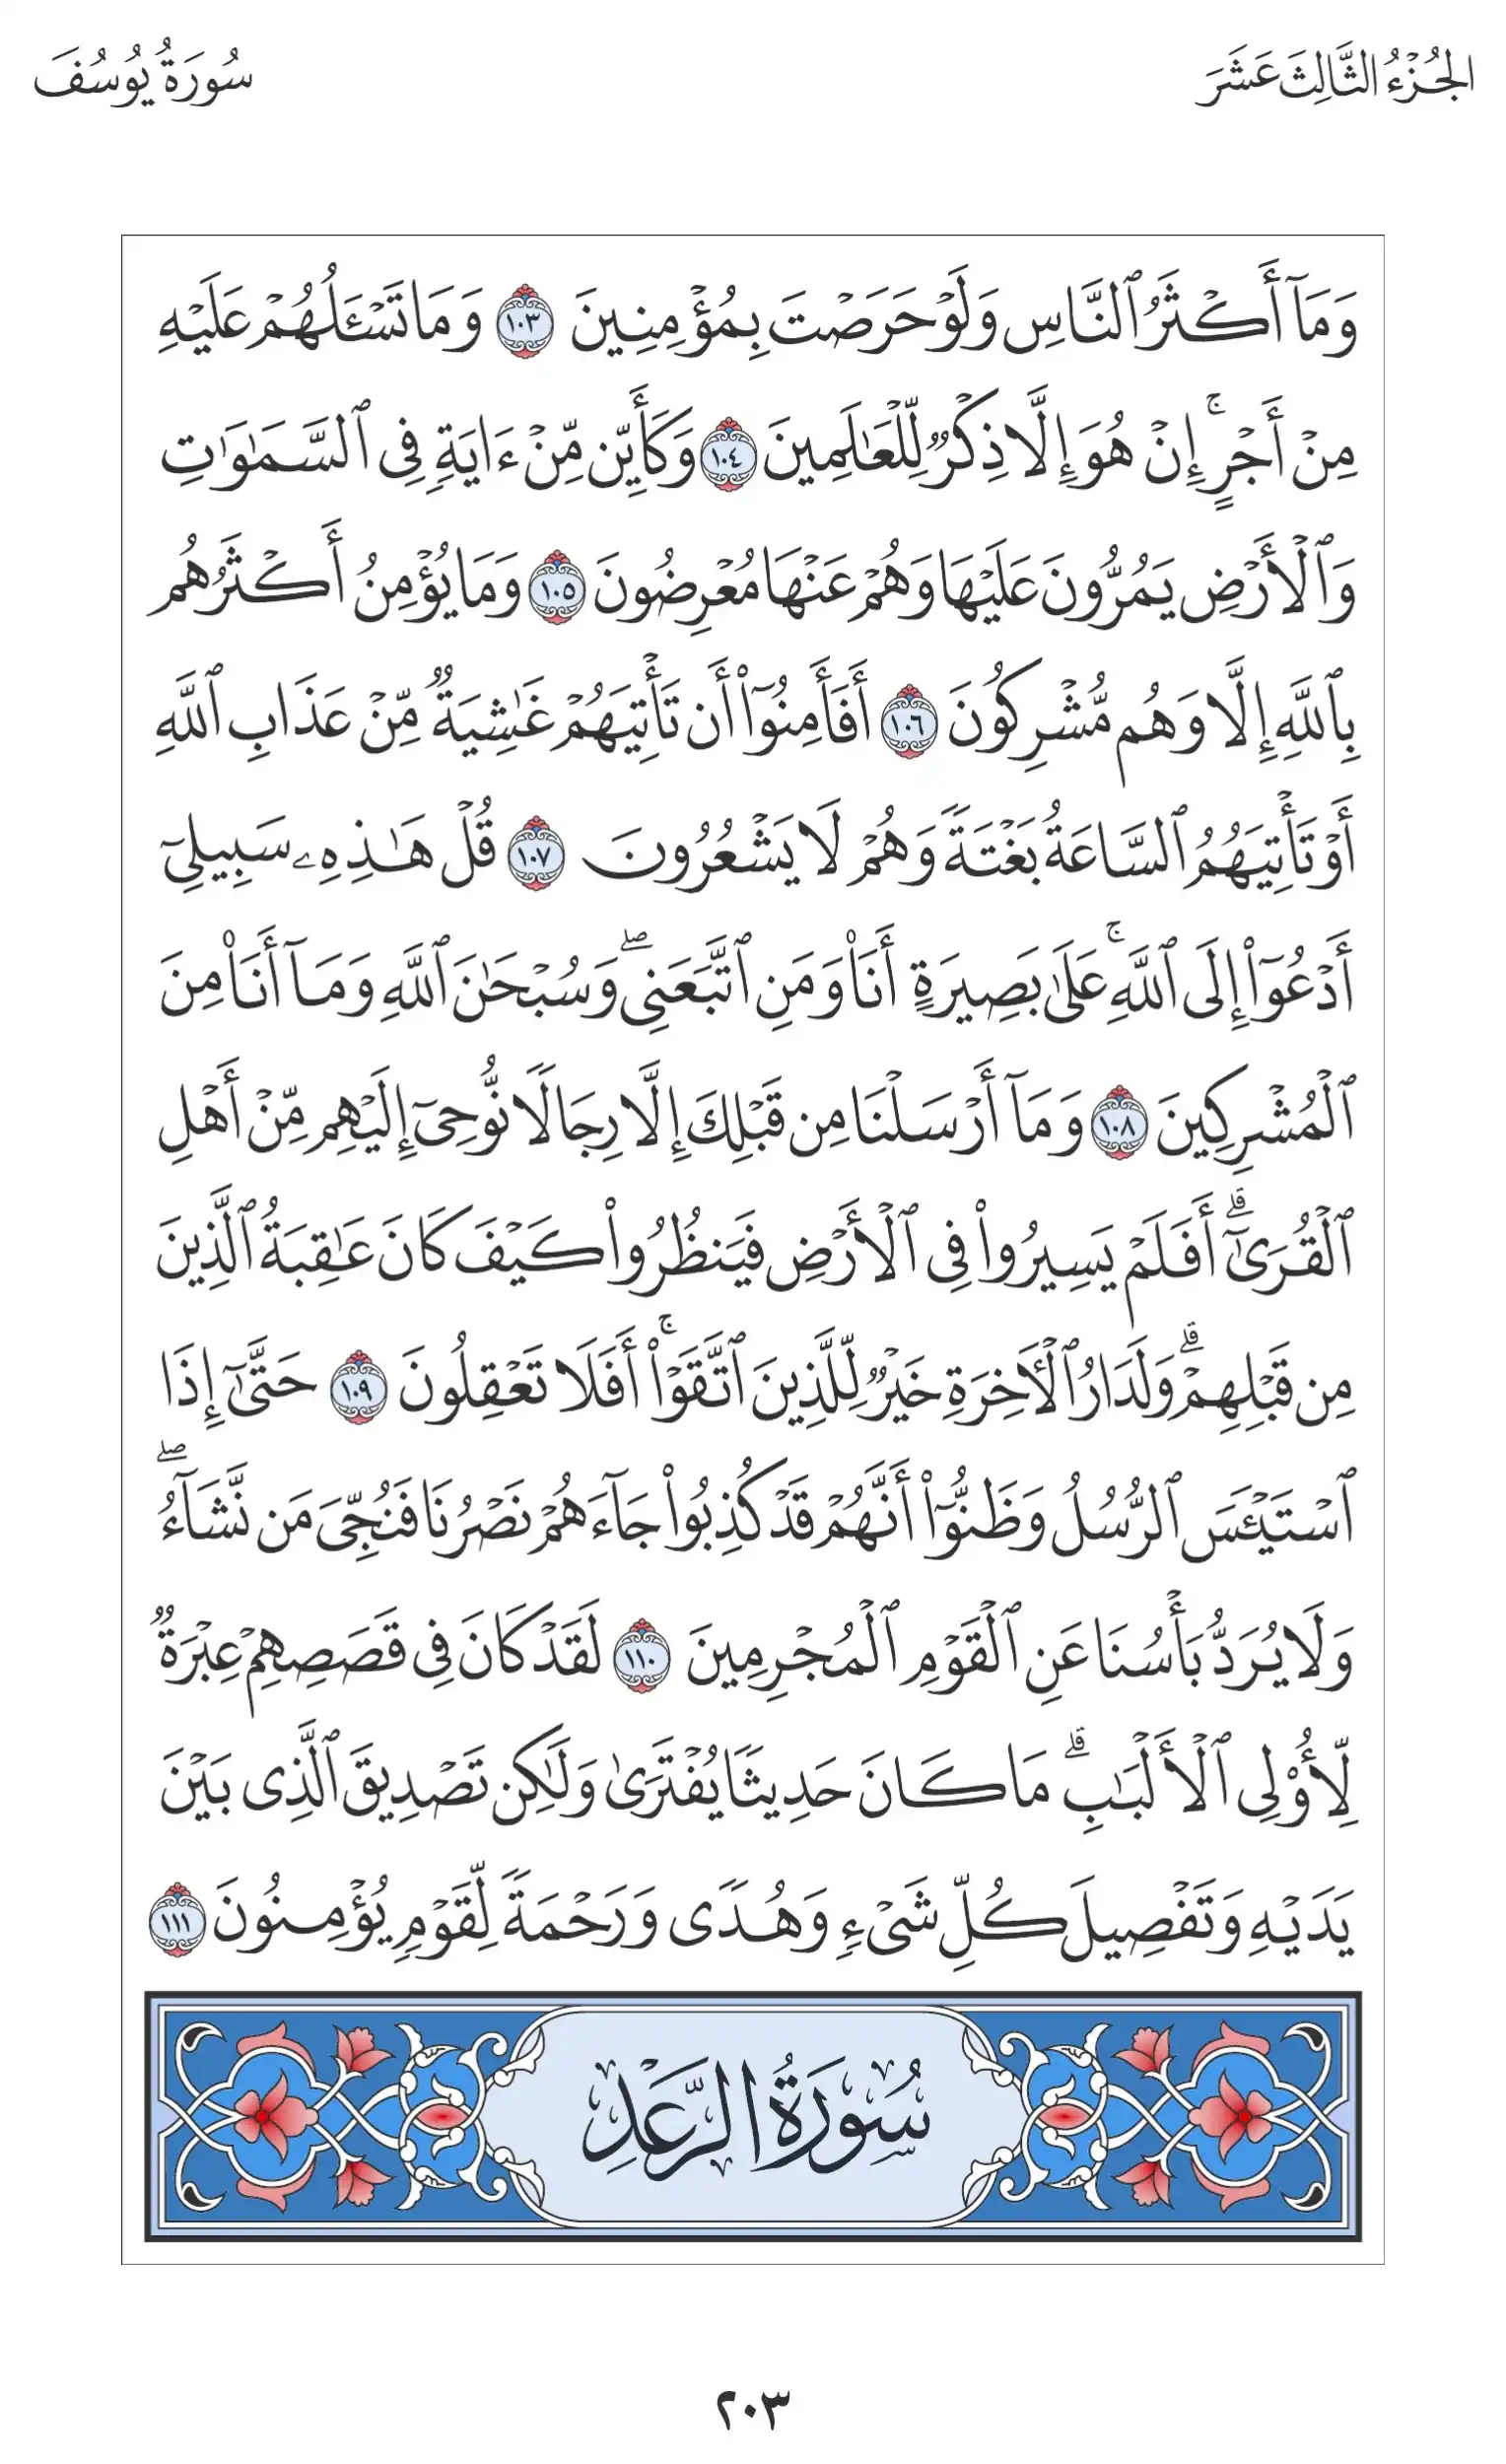 الجُزْءُ الثَّالِثَ عَشَرَ
سُورَةُ يُوسُفَ
وَمَآ أَكْثَرُ ٱلنَّاسِ وَلَوْ حَرَصْتَ بِمُؤْمِنِينَ ١٠٣ وَمَا تَسْـَٔلُهُمْ عَلَيْهِ
مِنْ أَجْرٍ ۚ إِنْ هُوَ إِلَّا ذِكْرٌ لِّلْعَـٰلَمِينَ ١٠٤ وَكَأَيِّن مِّنْ ءَايَةٍ فِى ٱلسَّمَـٰوَٰتِ
وَٱلْأَرْضِ يَمُرُّونَ عَلَيْهَا وَهُمْ عَنْهَا مُعْرِضُونَ ١٠٥ وَمَا يُؤْمِنُ أَكْثَرُهُم
بِٱللَّهِ إِلَّا وَهُم مُّشْرِكُونَ ١٠٦ أَفَأَمِنُوٓا۟ أَن تَأْتِيَهُمْ غَـٰشِيَةٌ مِّنْ عَذَابِ ٱللَّهِ
أَوْ تَأْتِيَهُمُ ٱلسَّاعَةُ بَغْتَةً وَهُمْ لَا يَشْعُرُونَ ١٠٧ قُلْ هَـٰذِهِۦ سَبِيلِىٓ
أَدْعُوٓا۟ إِلَى ٱللَّهِ ۚ عَلَىٰ بَصِيرَةٍ أَنَا۠ وَمَنِ ٱتَّبَعَنِى ۖ وَسُبْحَـٰنَ ٱللَّهِ وَمَآ أَنَا۠ مِنَ
ٱلْمُشْرِكِينَ ١٠٨ وَمَآ أَرْسَلْنَا مِن قَبْلِكَ إِلَّا رِجَالًا نُّوحِىٓ إِلَيْهِم مِّنْ أَهْلِ
ٱلْقُرَىٰٓ ۗ أَفَلَمْ يَسِيرُوا۟ فِى ٱلْأَرْضِ فَيَنظُرُوا۟ كَيْفَ كَانَ عَـٰقِبَةُ ٱلَّذِينَ
مِن قَبْلِهِمْ ۗ وَلَدَارُ ٱلْـَٔاخِرَةِ خَيْرٌ لِّلَّذِينَ ٱتَّقَوْا۟ ۚ أَفَلَا تَعْقِلُونَ ١٠٩ حَتَّىٰٓ إِذَا
ٱسْتَيْـَٔسَ ٱلرُّسُلُ وَظَنُّوٓا۟ أَنَّهُمْ قَدْ كُذِبُوا۟ جَآءَهُمْ نَصْرُنَا فَنُجِّىَ مَن نَّشَآءُ ۖ
وَلَا يُرَدُّ بَأْسُنَا عَنِ ٱلْقَوْمِ ٱلْمُجْرِمِينَ ١١٠ لَقَدْ كَانَ فِى قَصَصِهِمْ عِبْرَةٌ
لِّأُو۟لِى ٱلْأَلْبَـٰبِ ۗ مَا كَانَ حَدِيثًا يُفْتَرَىٰ وَلَـٰكِن تَصْدِيقَ ٱلَّذِى بَيْنَ
يَدَيْهِ وَتَفْصِيلَ كُلِّ شَىْءٍ وَهُدًى وَرَحْمَةً لِّقَوْمٍ يُؤْمِنُونَ ١١١
سُورَةُ الرَّعْدِ
٢٠٣